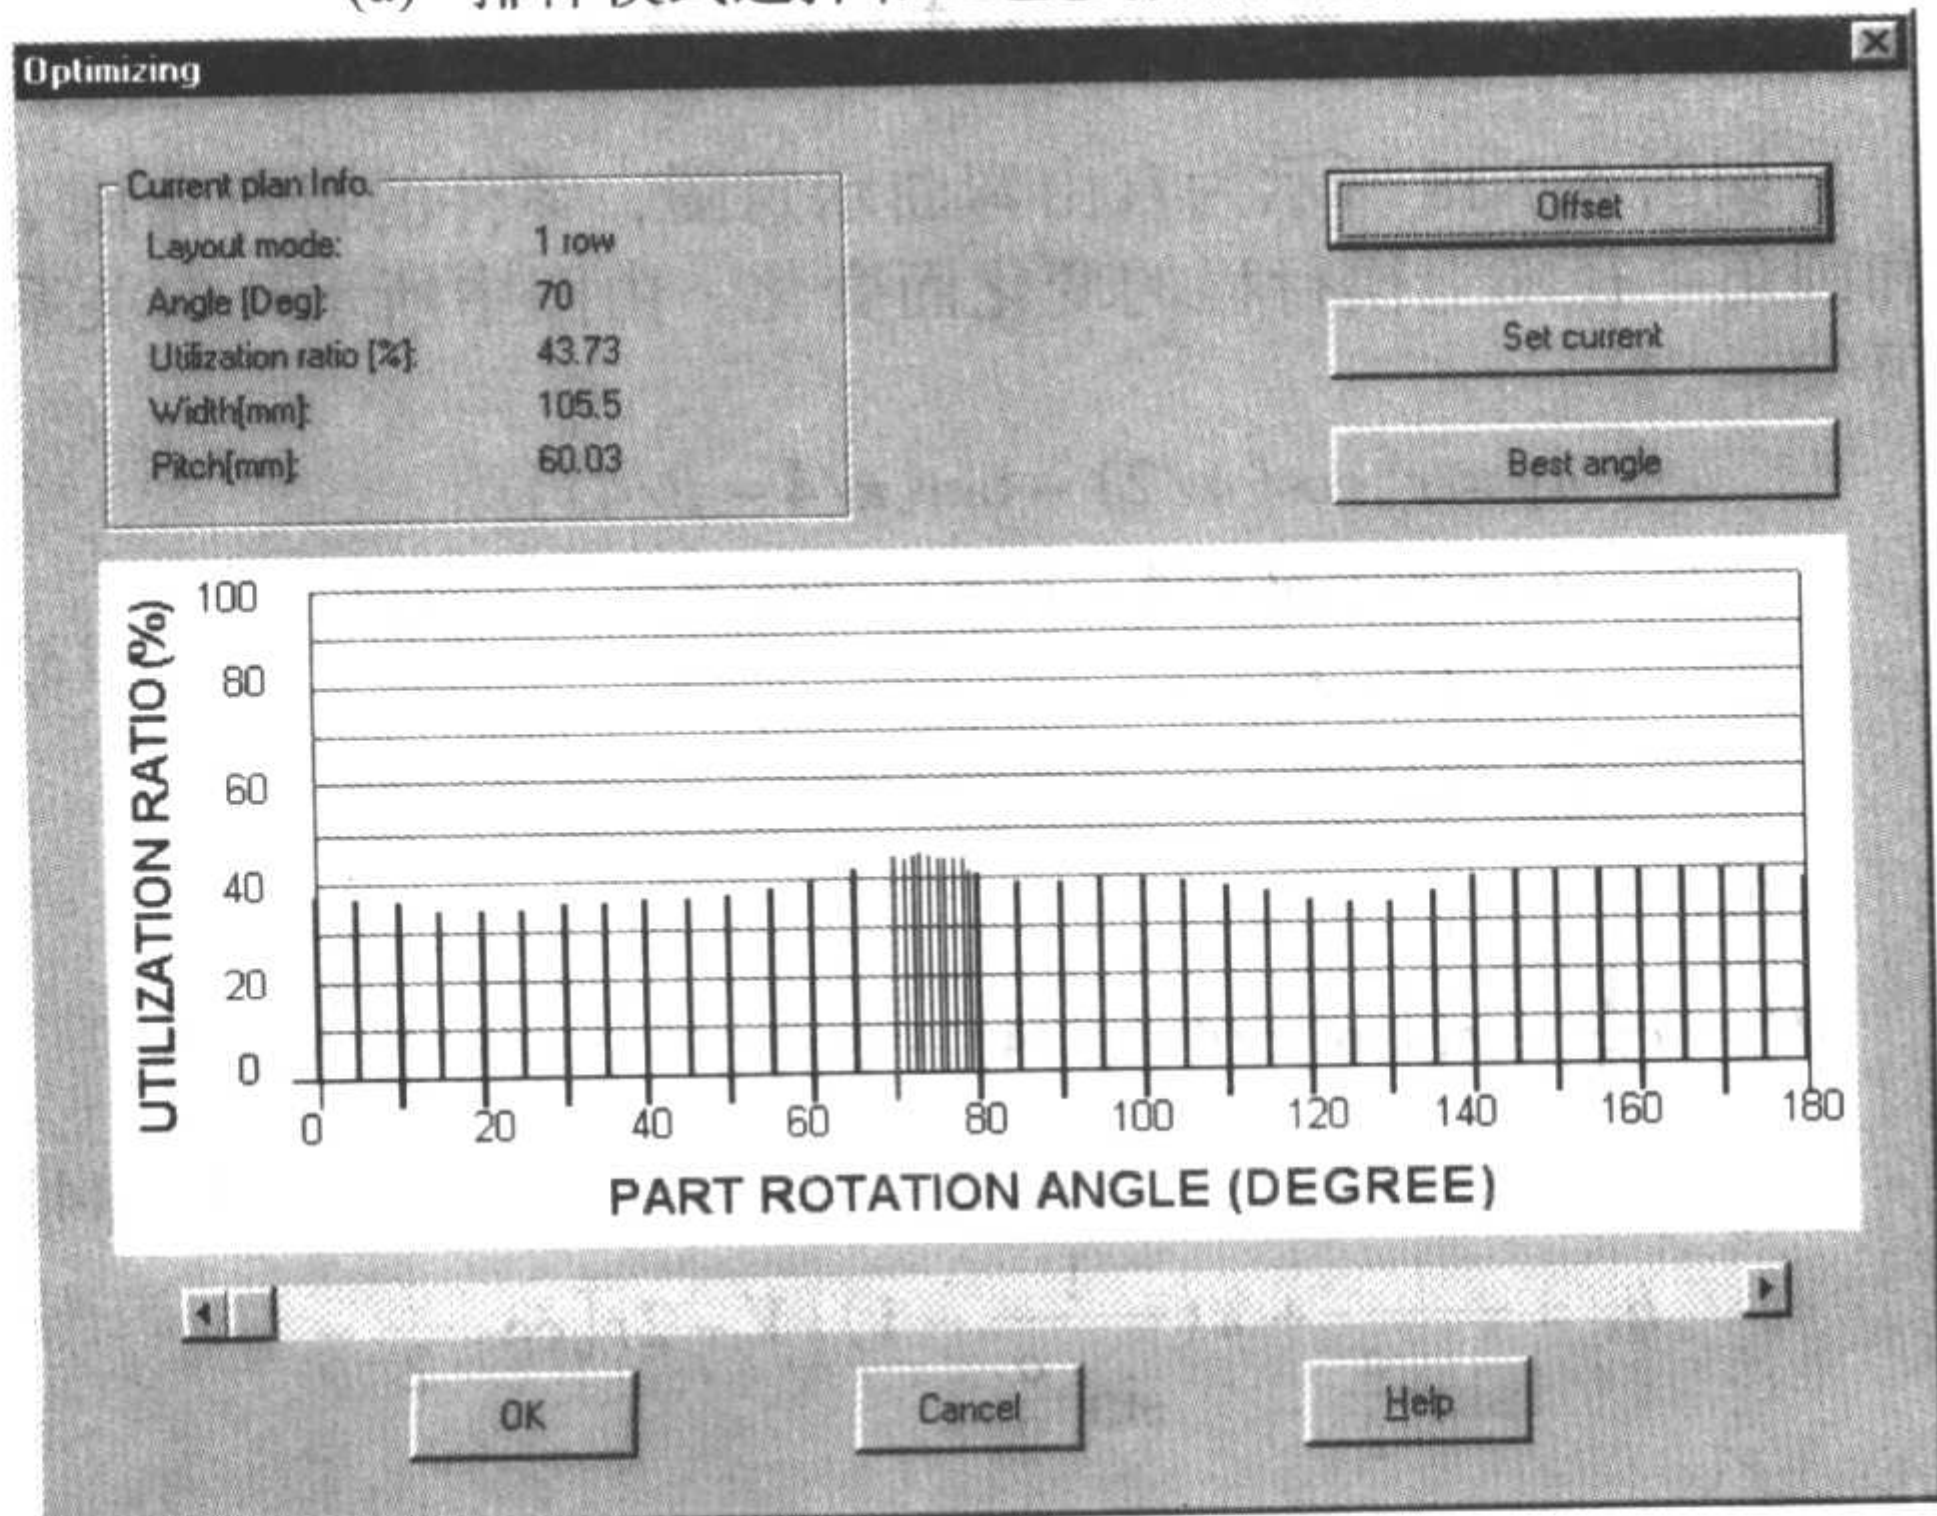 Optimizing
Current plan Info.
Layout mode: 1 row
Angle [Deg]: 70
Utilization ratio [%]: 43.73
Width[mm]: 105.5
Pitch[mm]: 60.03
Offset
Set current
Best angle
UTILIZATION RATIO (%)
100
80
60
40
20
0
0 20 40 60 80 100 120 140 160 180
PART ROTATION ANGLE (DEGREE)
OK Cancel Help